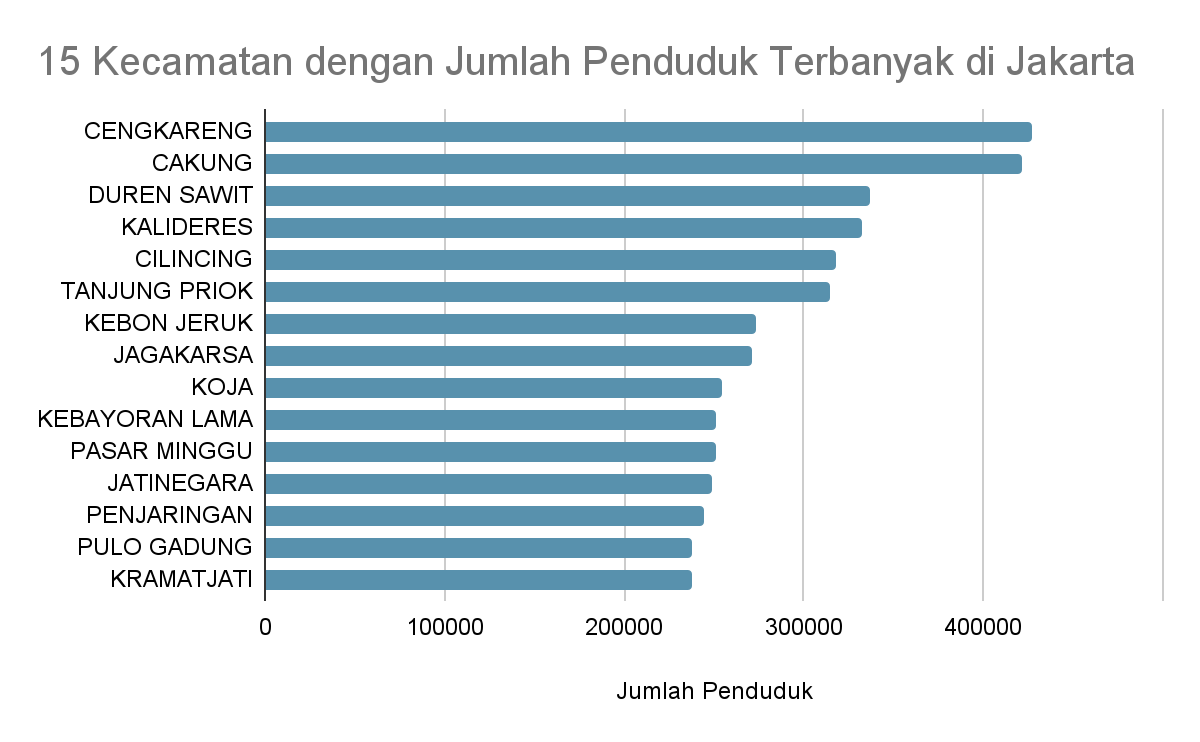 15 Kecamatan dengan Jumlah Penduduk Terbanyak di Jakarta
CENGKARENG
CAKUNG
DUREN SAWIT
KALIDERES
CILINCING
TANJUNG PRIOK
KEBON JERUK
JAGAKARSA
KOJA
KEBAYORAN LAMA
PASAR MINGGU
JATINEGARA
PENJARINGAN
PULO GADUNG
KRAMATJATI
0 100000 200000 300000 400000
Jumlah Penduduk